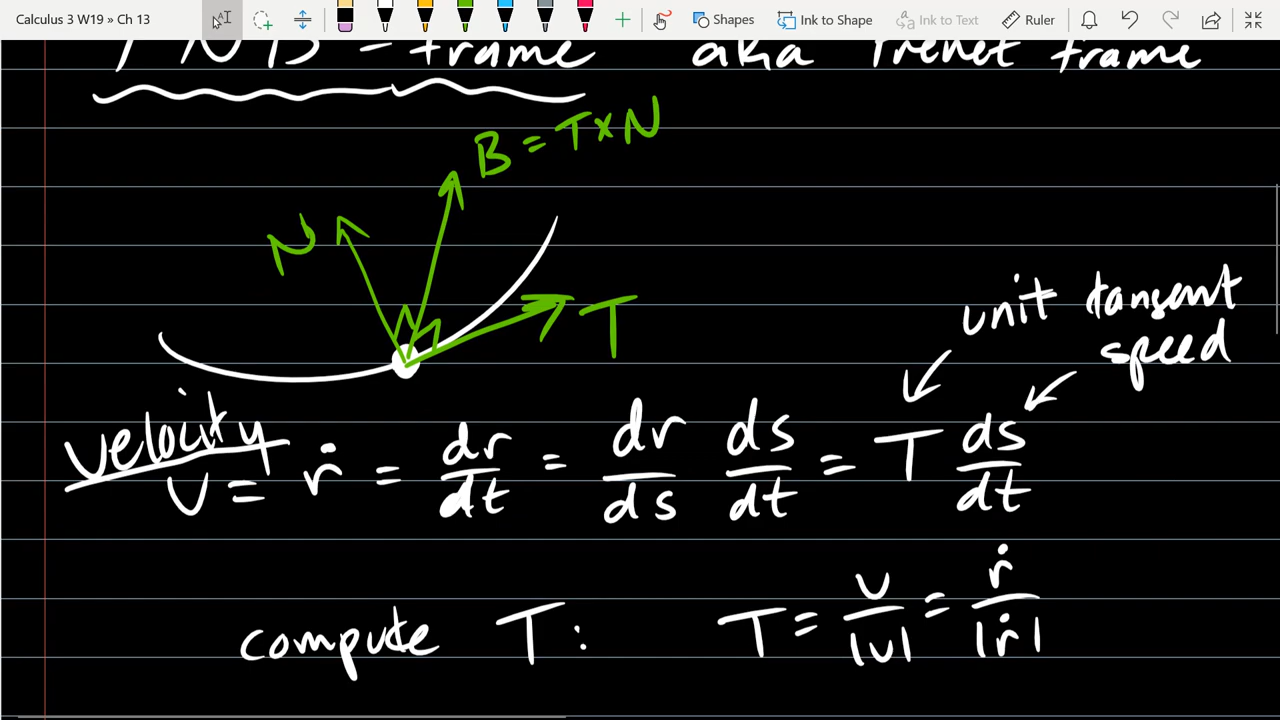 Calculus 3 W19 » Ch 13
Shapes
Ink to Shape
Ink to Text
Ruler
TNB - frame aka Frenet frame
B = T × N
N
T
unit tangent
speed
velocity
v = ṙ = dr/dt = dr/ds ds/dt = T ds/dt
compute T: T = v/|v| = ṙ/|ṙ|